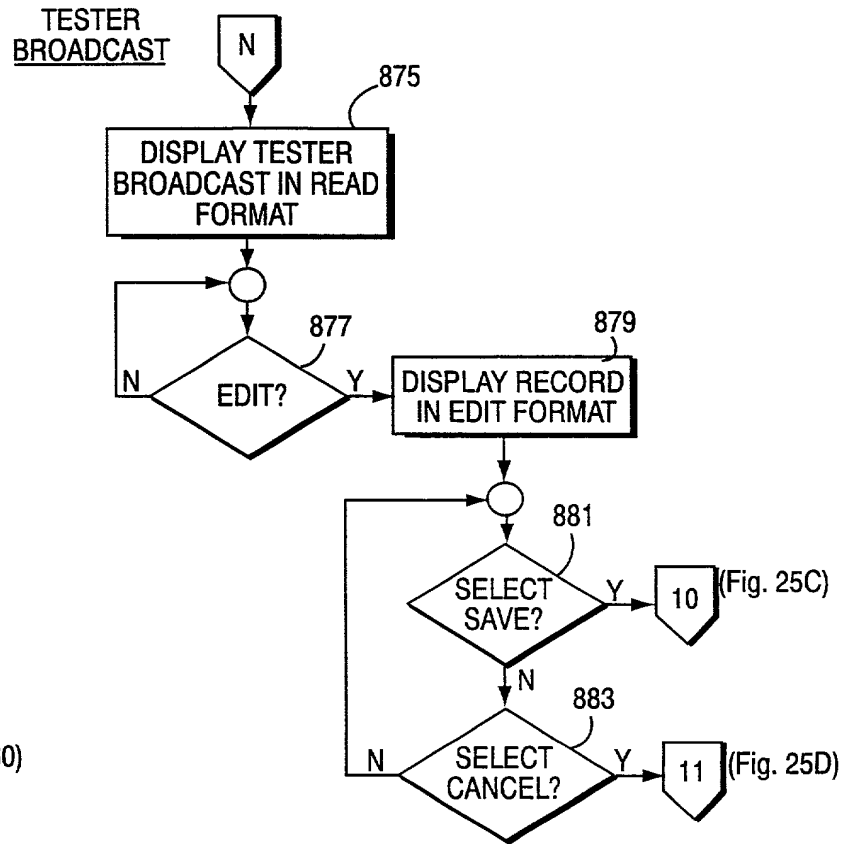 TESTER
BROADCAST
N
875
DISPLAY TESTER
BROADCAST IN READ
FORMAT
877
N
EDIT?
Y
879
DISPLAY RECORD
IN EDIT FORMAT
881
SELECT
SAVE?
Y
10
(Fig. 25C)
N
883
N
SELECT
CANCEL?
Y
11
(Fig. 25D)
0)